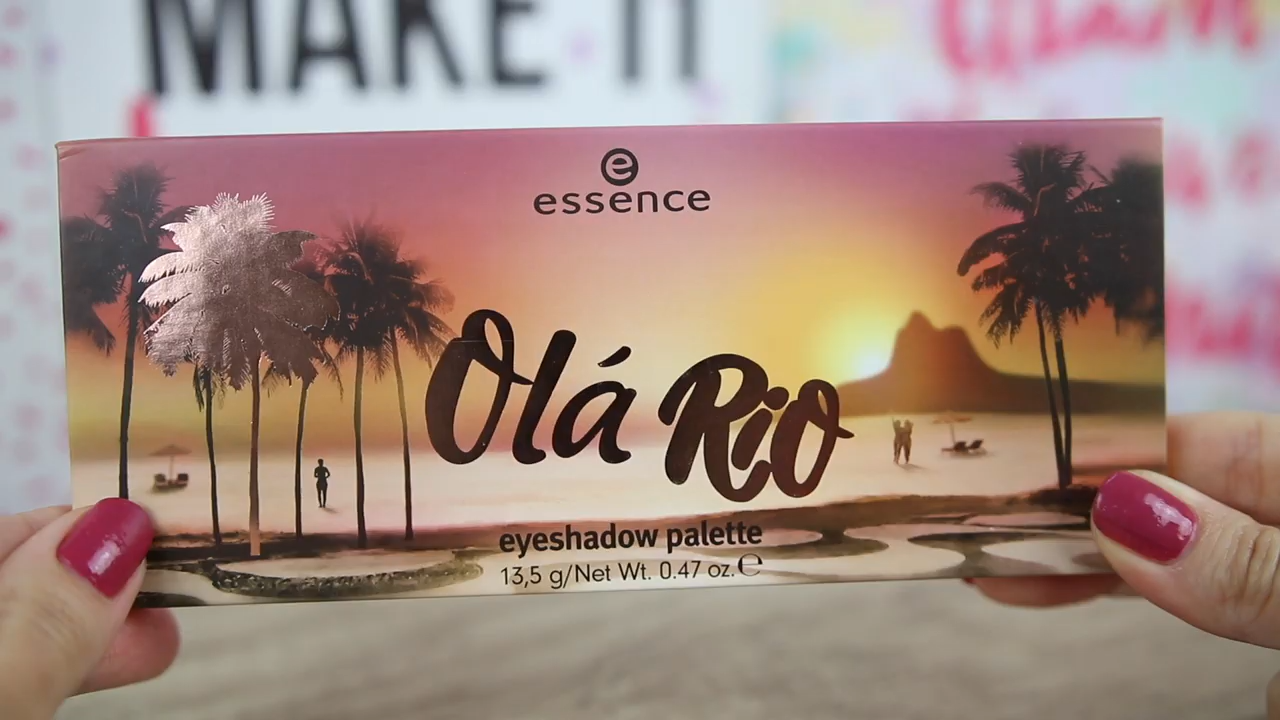 MAKE IT
e
essence
Olá Rio
eyeshadow palette
13,5 g/Net Wt. 0.47 oz. ℮